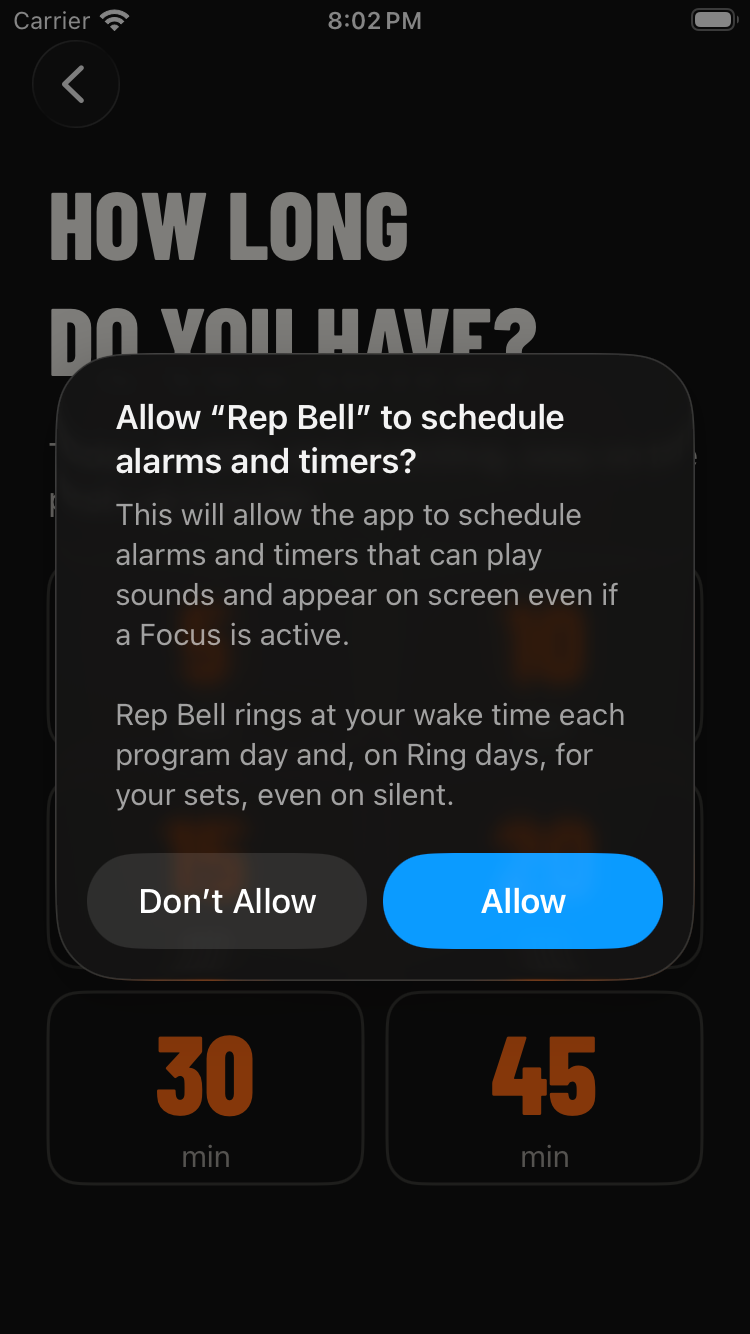 Carrier
8:02 PM
HOW LONG
DO YOU HAVE?
Allow “Rep Bell” to schedule
alarms and timers?
This will allow the app to schedule
alarms and timers that can play
sounds and appear on screen even if
a Focus is active.
Rep Bell rings at your wake time each
program day and, on Ring days, for
your sets, even on silent.
Don’t Allow
Allow
30
45
min
min